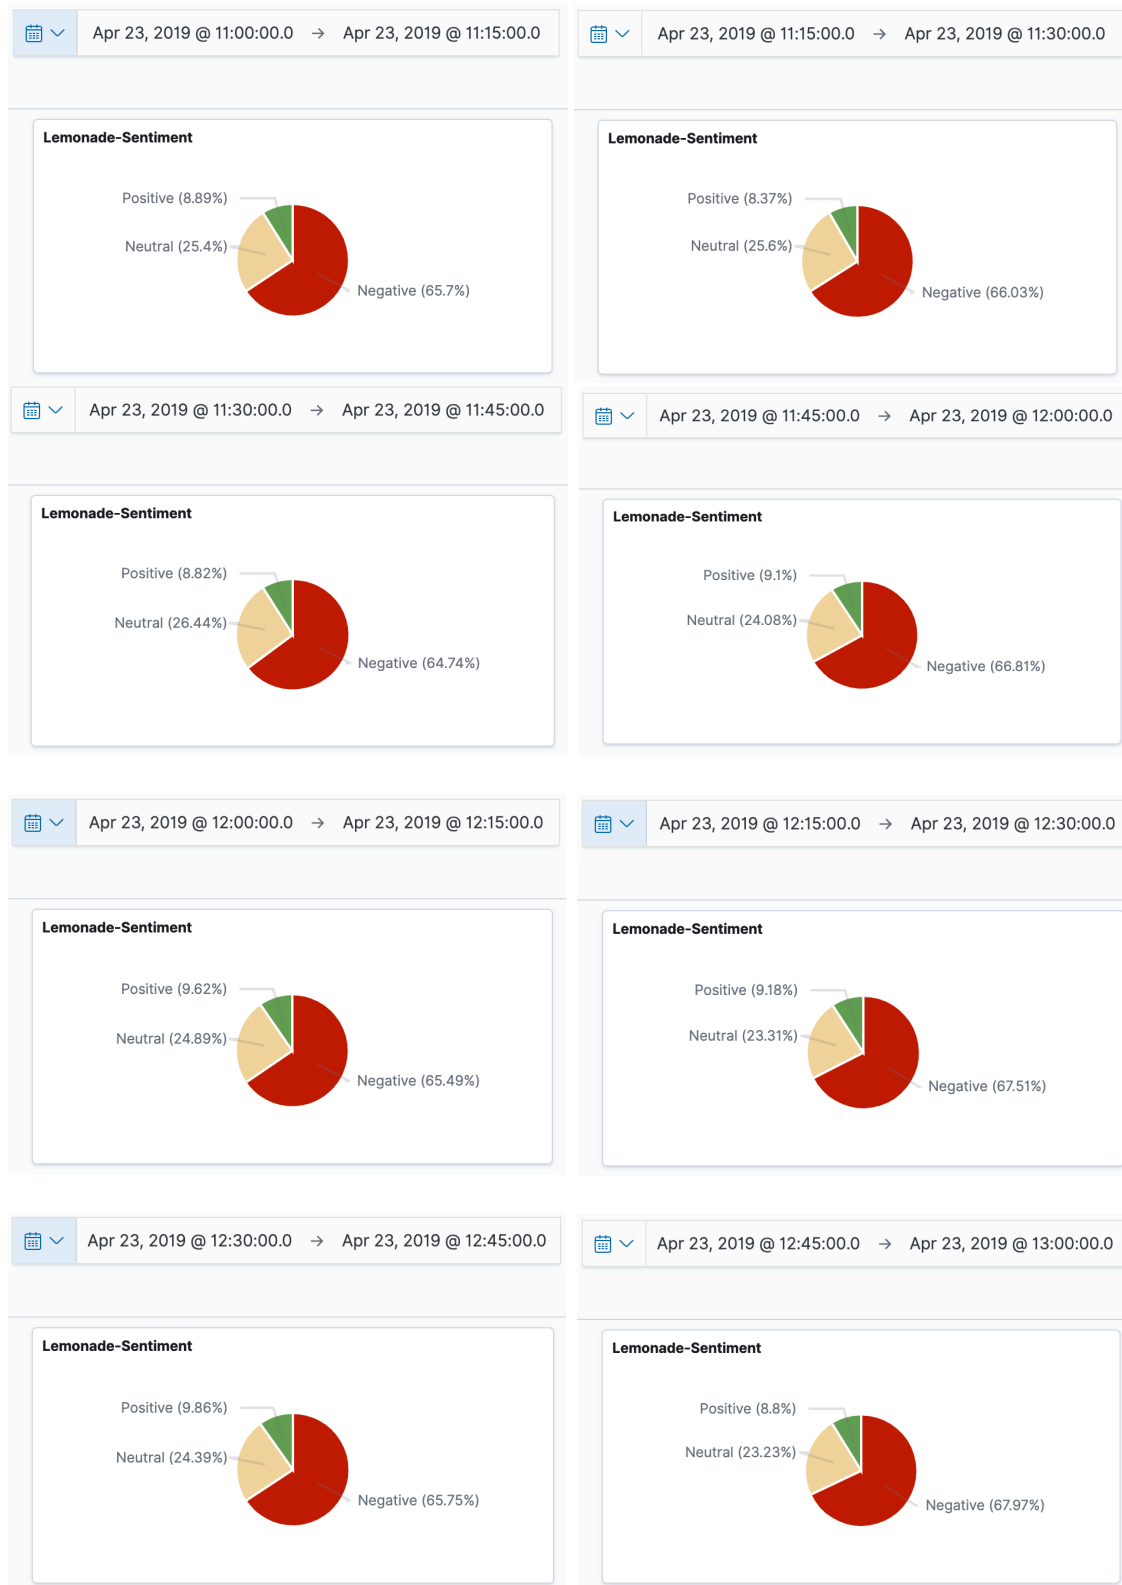 Apr 23, 2019 @ 11:00:00.0 → Apr 23, 2019 @ 11:15:00.0
Lemonade-Sentiment
Positive (8.89%)
Neutral (25.4%)
Negative (65.7%)
Apr 23, 2019 @ 11:15:00.0 → Apr 23, 2019 @ 11:30:00.0
Lemonade-Sentiment
Positive (8.37%)
Neutral (25.6%)
Negative (66.03%)
Apr 23, 2019 @ 11:30:00.0 → Apr 23, 2019 @ 11:45:00.0
Lemonade-Sentiment
Positive (8.82%)
Neutral (26.44%)
Negative (64.74%)
Apr 23, 2019 @ 11:45:00.0 → Apr 23, 2019 @ 12:00:00.0
Lemonade-Sentiment
Positive (9.1%)
Neutral (24.08%)
Negative (66.81%)
Apr 23, 2019 @ 12:00:00.0 → Apr 23, 2019 @ 12:15:00.0
Lemonade-Sentiment
Positive (9.62%)
Neutral (24.89%)
Negative (65.49%)
Apr 23, 2019 @ 12:15:00.0 → Apr 23, 2019 @ 12:30:00.0
Lemonade-Sentiment
Positive (9.18%)
Neutral (23.31%)
Negative (67.51%)
Apr 23, 2019 @ 12:30:00.0 → Apr 23, 2019 @ 12:45:00.0
Lemonade-Sentiment
Positive (9.86%)
Neutral (24.39%)
Negative (65.75%)
Apr 23, 2019 @ 12:45:00.0 → Apr 23, 2019 @ 13:00:00.0
Lemonade-Sentiment
Positive (8.8%)
Neutral (23.23%)
Negative (67.97%)